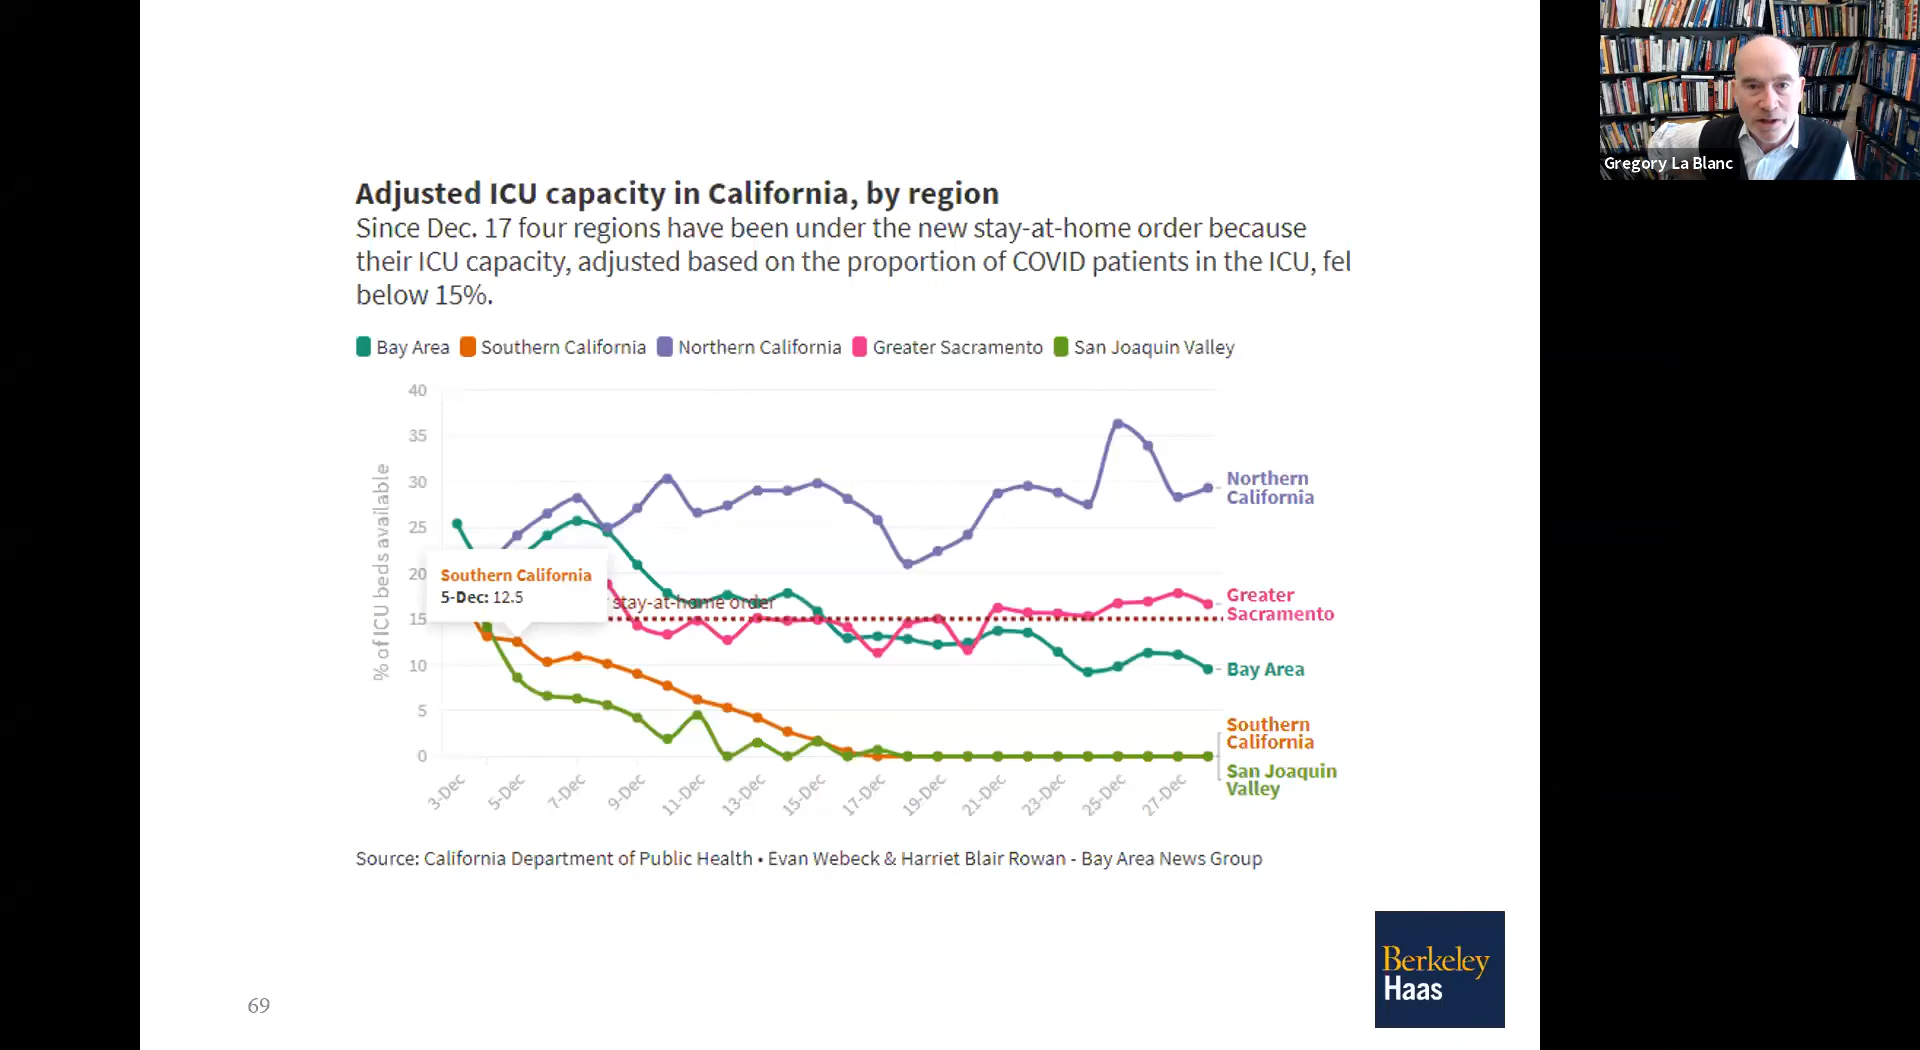 Gregory La Blanc
Adjusted ICU capacity in California, by region
Since Dec. 17 four regions have been under the new stay-at-home order because
their ICU capacity, adjusted based on the proportion of COVID patients in the ICU, fel
below 15%.
Bay Area Southern California Northern California Greater Sacramento San Joaquin Valley
% of ICU beds available
40
35
30
25
20
15
10
5
0
Southern California
5-Dec: 12.5
stay-at-home order
Northern
California
Greater
Sacramento
Bay Area
Southern
California
San Joaquin
Valley
3-Dec 5-Dec 7-Dec 9-Dec 11-Dec 13-Dec 15-Dec 17-Dec 19-Dec 21-Dec 23-Dec 25-Dec 27-Dec
Source: California Department of Public Health • Evan Webeck & Harriet Blair Rowan - Bay Area News Group
Berkeley
Haas
69